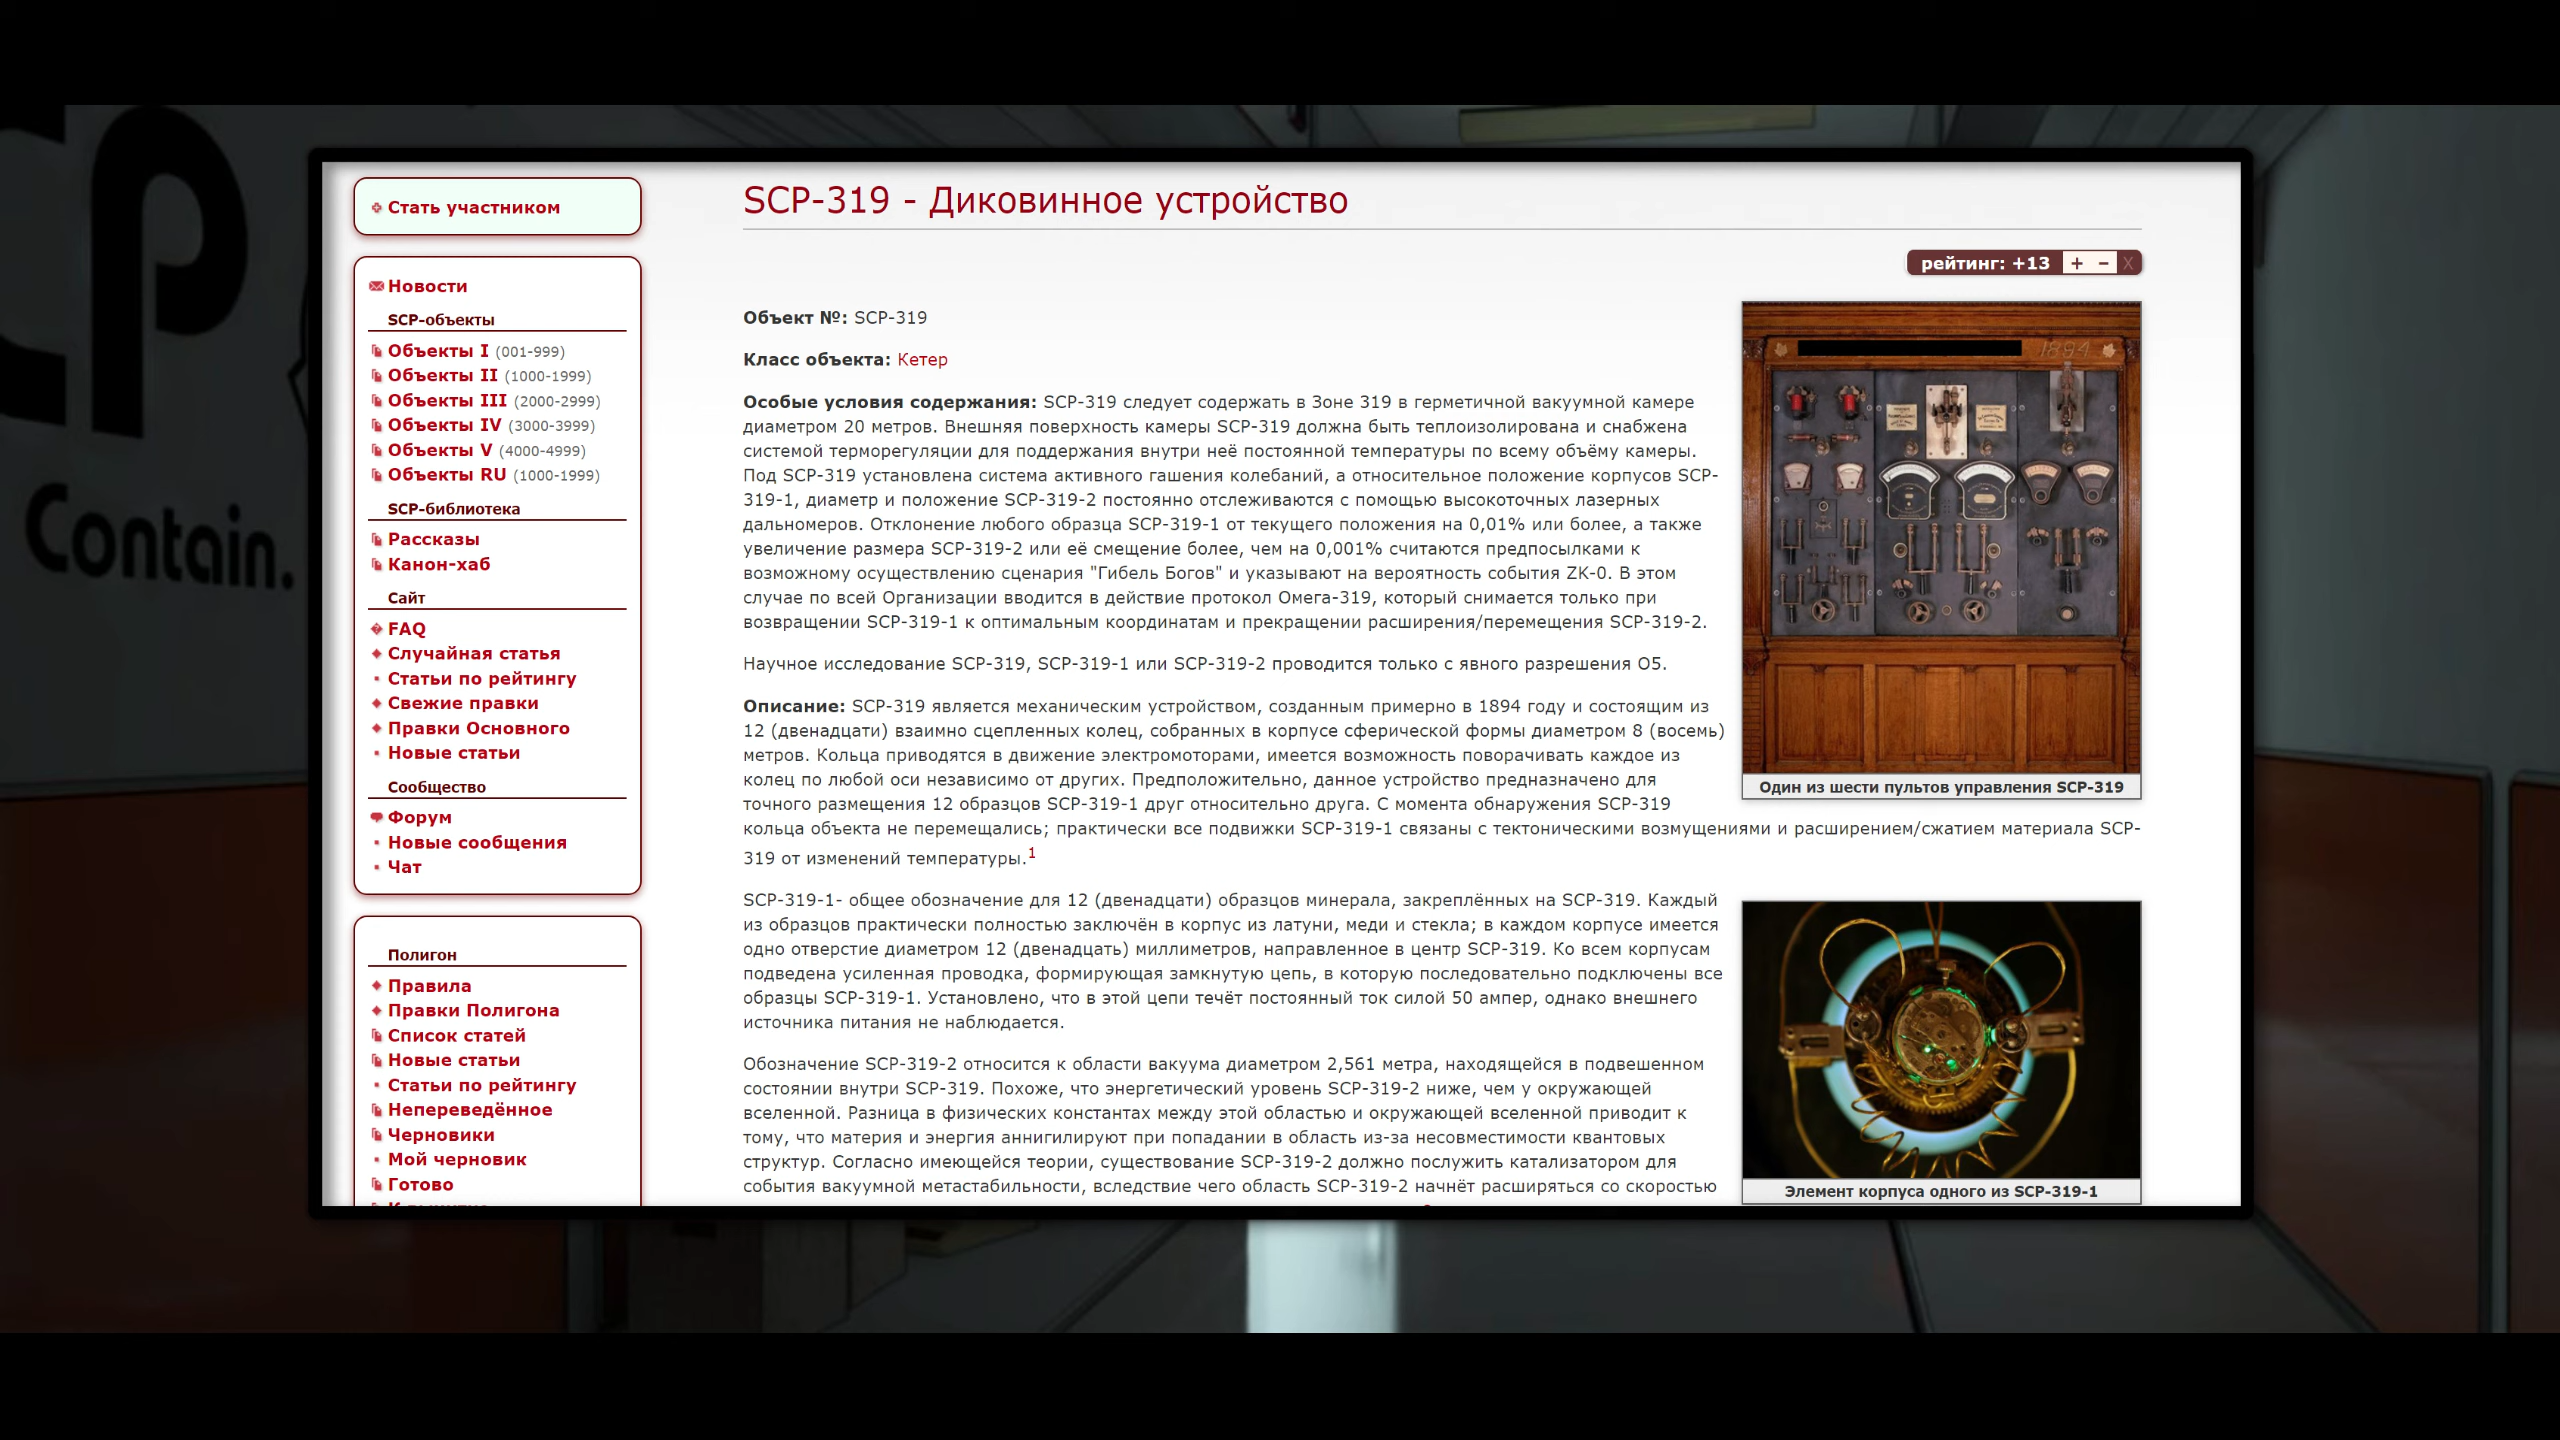 Contain.
Стать участником
Новости
SCP-объекты
Объекты I (001-999)
Объекты II (1000-1999)
Объекты III (2000-2999)
Объекты IV (3000-3999)
Объекты V (4000-4999)
Объекты RU (1000-1999)
SCP-библиотека
Рассказы
Канон-хаб
Сайт
FAQ
Случайная статья
Статьи по рейтингу
Свежие правки
Правки Основного
Новые статьи
Сообщество
Форум
Новые сообщения
Чат
Полигон
Правила
Правки Полигона
Список статей
Новые статьи
Статьи по рейтингу
Непереведённое
Черновики
Мой черновик
Готово
SCP-319 - Диковинное устройство
рейтинг: +13 + − X
Объект №: SCP-319
Класс объекта: Кетер
Особые условия содержания: SCP-319 следует содержать в Зоне 319 в герметичной вакуумной камере
диаметром 20 метров. Внешняя поверхность камеры SCP-319 должна быть теплоизолирована и снабжена
системой терморегуляции для поддержания внутри неё постоянной температуры по всему объёму камеры.
Под SCP-319 установлена система активного гашения колебаний, а относительное положение корпусов SCP-
319-1, диаметр и положение SCP-319-2 постоянно отслеживаются с помощью высокоточных лазерных
дальномеров. Отклонение любого образца SCP-319-1 от текущего положения на 0,01% или более, а также
увеличение размера SCP-319-2 или её смещение более, чем на 0,001% считаются предпосылками к
возможному осуществлению сценария "Гибель Богов" и указывают на вероятность события ZK-0. В этом
случае по всей Организации вводится в действие протокол Омега-319, который снимается только при
возвращении SCP-319-1 к оптимальным координатам и прекращении расширения/перемещения SCP-319-2.
Научное исследование SCP-319, SCP-319-1 или SCP-319-2 проводится только с явного разрешения О5.
Описание: SCP-319 является механическим устройством, созданным примерно в 1894 году и состоящим из
12 (двенадцати) взаимно сцепленных колец, собранных в корпусе сферической формы диаметром 8 (восемь)
метров. Кольца приводятся в движение электромоторами, имеется возможность поворачивать каждое из
колец по любой оси независимо от других. Предположительно, данное устройство предназначено для
точного размещения 12 образцов SCP-319-1 друг относительно друга. С момента обнаружения SCP-319
кольца объекта не перемещались; практически все подвижки SCP-319-1 связаны с тектоническими возмущениями и расширением/сжатием материала SCP-
319 от изменений температуры.1
1894
Один из шести пультов управления SCP-319
SCP-319-1- общее обозначение для 12 (двенадцати) образцов минерала, закреплённых на SCP-319. Каждый
из образцов практически полностью заключён в корпус из латуни, меди и стекла; в каждом корпусе имеется
одно отверстие диаметром 12 (двенадцать) миллиметров, направленное в центр SCP-319. Ко всем корпусам
подведена усиленная проводка, формирующая замкнутую цепь, в которую последовательно подключены все
образцы SCP-319-1. Установлено, что в этой цепи течёт постоянный ток силой 50 ампер, однако внешнего
источника питания не наблюдается.
Обозначение SCP-319-2 относится к области вакуума диаметром 2,561 метра, находящейся в подвешенном
состоянии внутри SCP-319. Похоже, что энергетический уровень SCP-319-2 ниже, чем у окружающей
вселенной. Разница в физических константах между этой областью и окружающей вселенной приводит к
тому, что материя и энергия аннигилируют при попадании в область из-за несовместимости квантовых
структур. Согласно имеющейся теории, существование SCP-319-2 должно послужить катализатором для
события вакуумной метастабильности, вследствие чего область SCP-319-2 начнёт расширяться со скоростью
Элемент корпуса одного из SCP-319-1